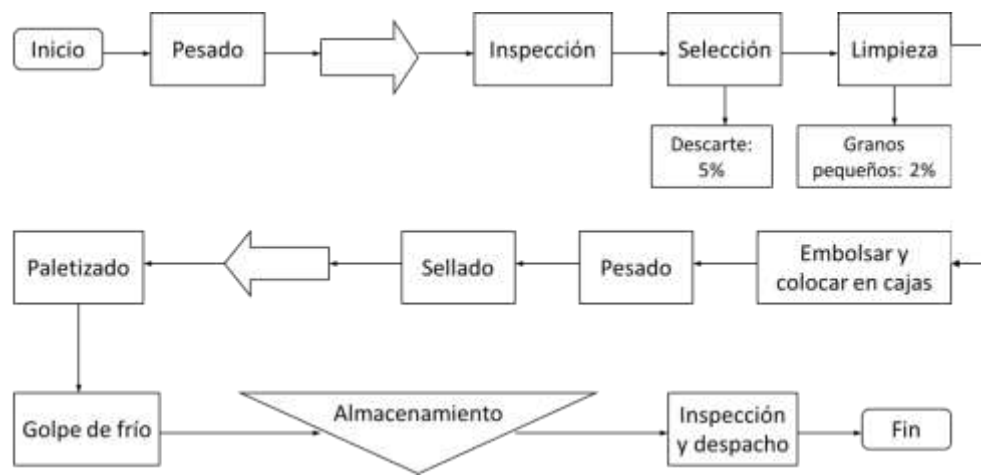 Inicio
Pesado
Inspección
Selección
Limpieza
Descarte:
5%
Granos
pequeños: 2%
Paletizado
Sellado
Pesado
Embolsar y
colocar en cajas
Golpe de frío
Almacenamiento
Inspección
y despacho
Fin